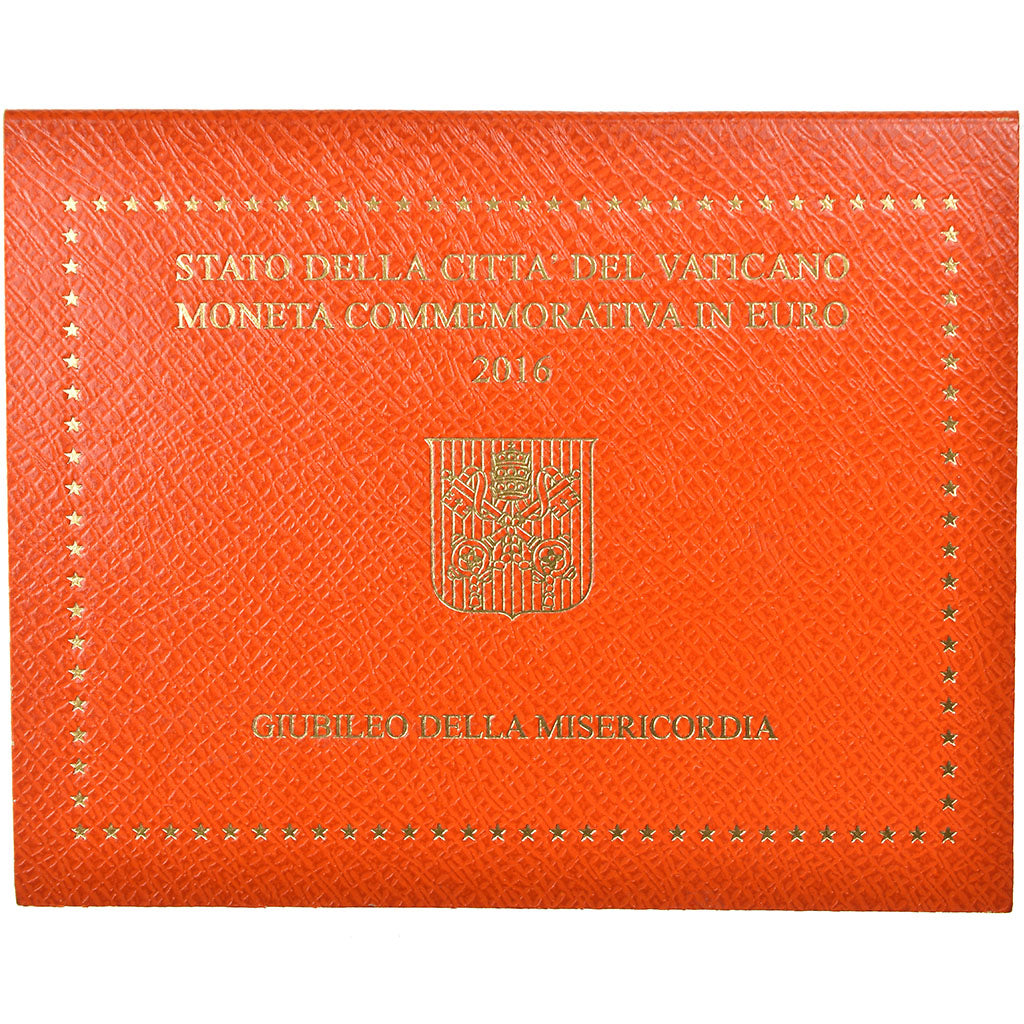 STATO DELLA CITTA' DEL VATICANO
MONETA COMMEMORATIVA IN EURO
2016
GIUBILEO DELLA MISERICORDIA